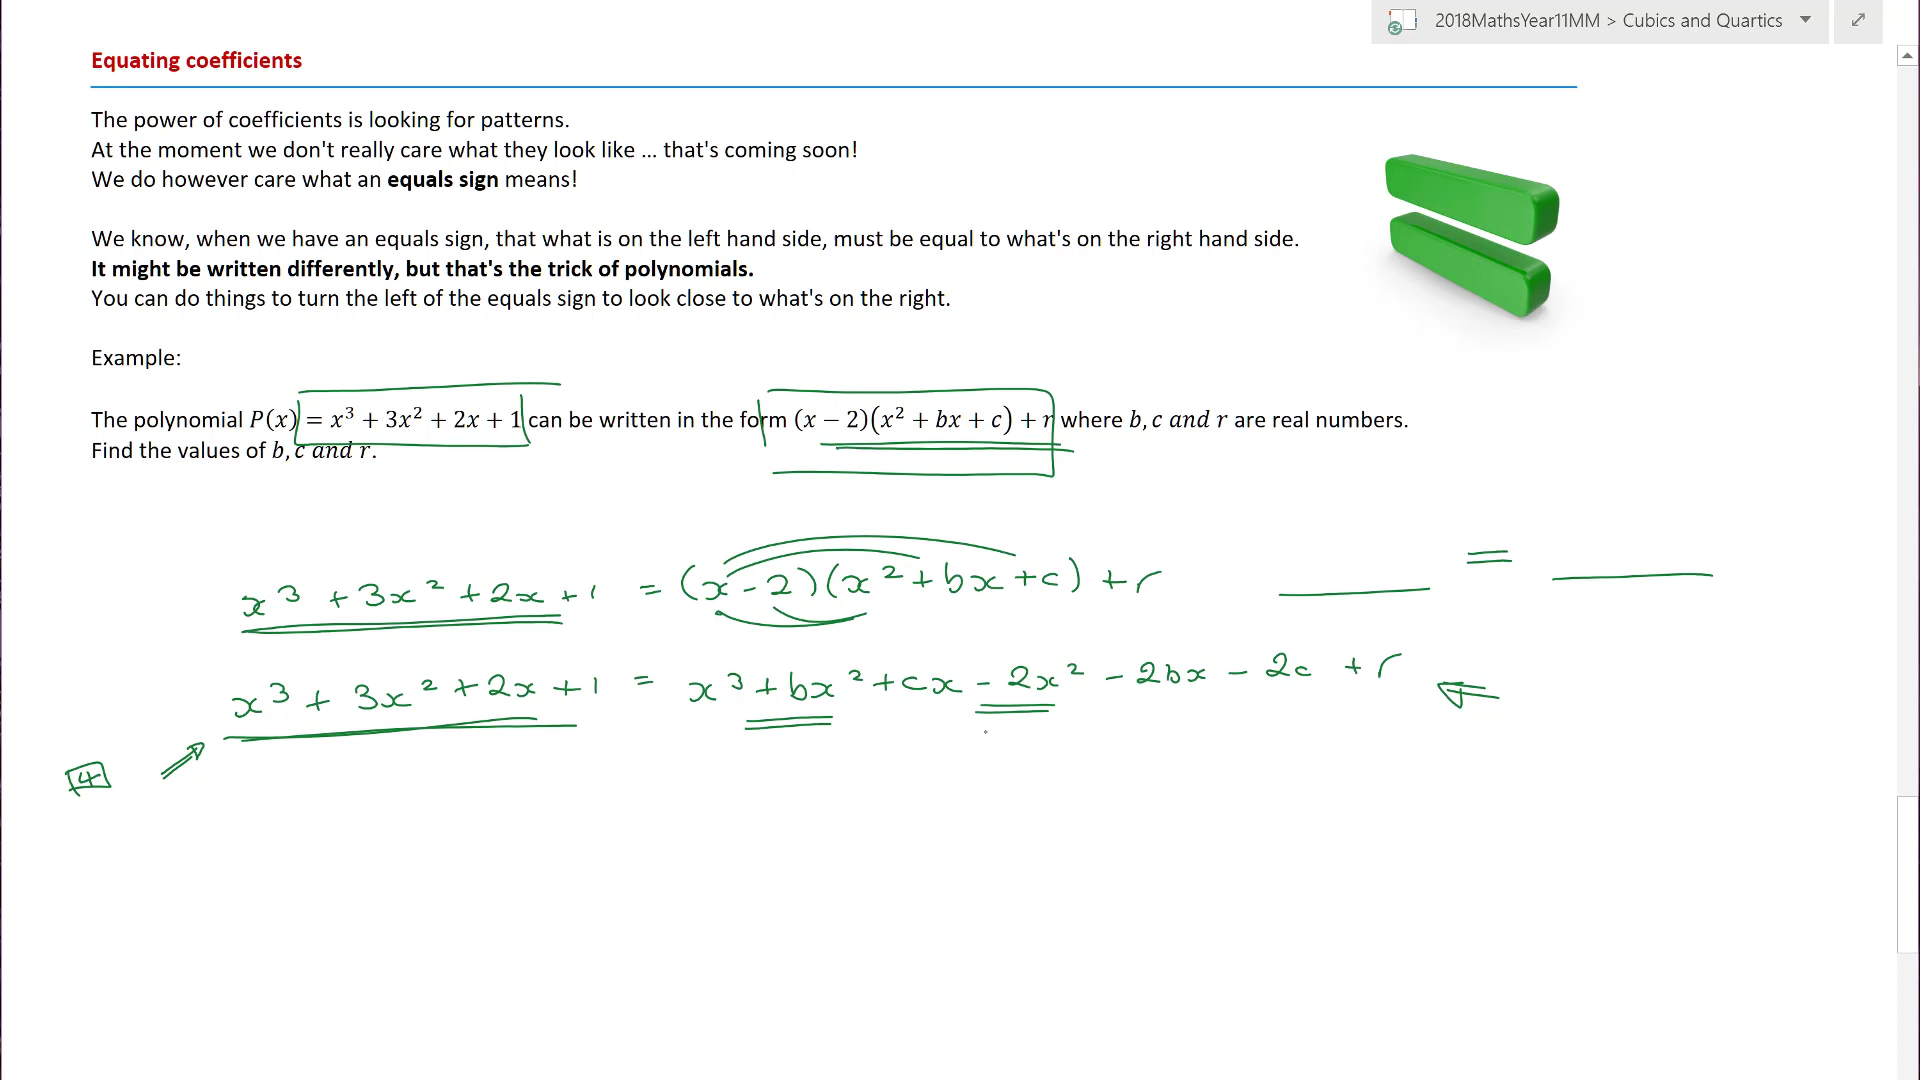 2018MathsYear11MM > Cubics and Quartics
Equating coefficients
The power of coefficients is looking for patterns.
At the moment we don't really care what they look like ... that's coming soon!
We do however care what an equals sign means!
We know, when we have an equals sign, that what is on the left hand side, must be equal to what's on the right hand side.
It might be written differently, but that's the trick of polynomials.
You can do things to turn the left of the equals sign to look close to what's on the right.
Example:
The polynomial P(x) = x³ + 3x² + 2x + 1 can be written in the form (x − 2)(x² + bx + c) + r where b, c and r are real numbers.
Find the values of b, c and r.
x³ + 3x² + 2x + 1 = (x - 2)(x² + bx + c) + r
=
x³ + 3x² + 2x + 1 = x³ + bx² + cx - 2x² - 2bx - 2c + r
4